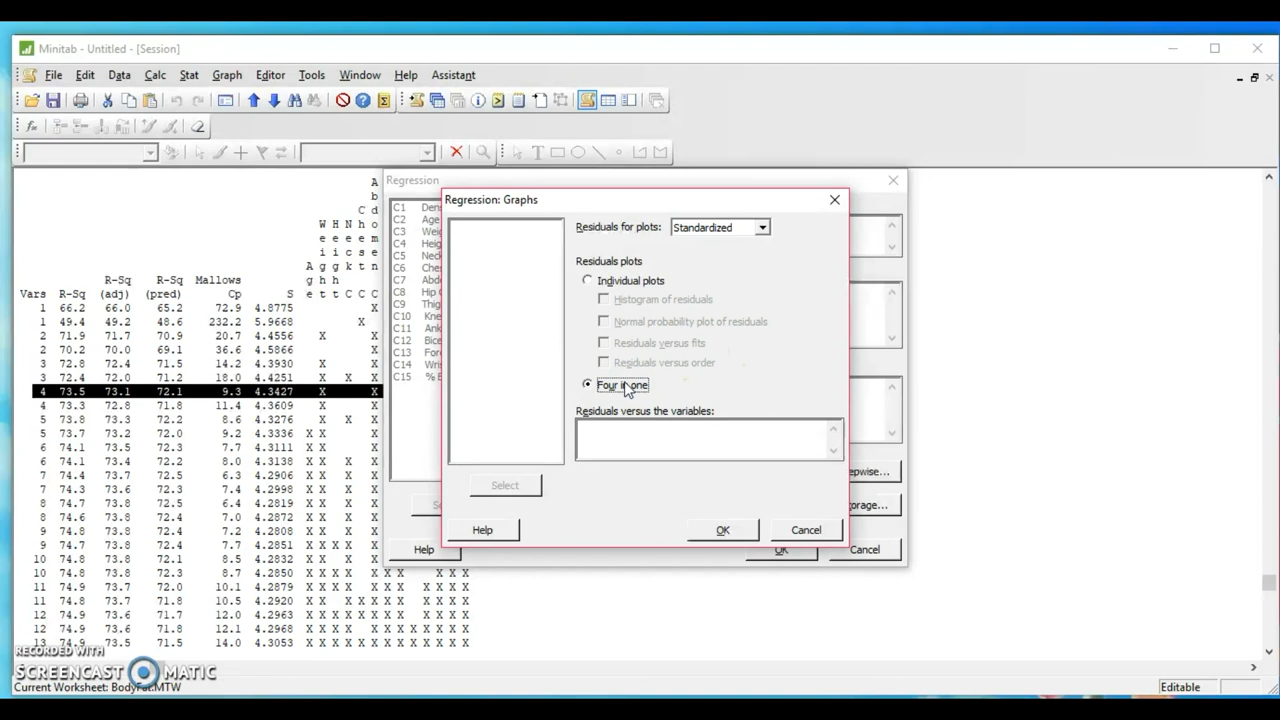 Minitab - Untitled - [Session]
File Edit Data Calc Stat Graph Editor Tools Window Help Assistant
Regression
Regression: Graphs
C1
C2 Age
C3
C4
C5
C6
C7
C8 Hip
C9
C10
C11
C12
C13
C14
C15 %
Residuals for plots: Standardized
Residuals plots
Individual plots
Histogram of residuals
Normal probability plot of residuals
Residuals versus fits
Residuals versus order
Four in one
Residuals versus the variables:
Select
Help OK Cancel
epwise...
orage...
Help OK Cancel
A
b
C d
W H N h o
e e e e m
i i c s e
A g g k t n
R-Sq R-Sq Mallows g h h
Vars R-Sq (adj) (pred) Cp S e t t C C C
1 66.2 66.0 65.2 72.9 4.8775 X
1 49.4 49.2 48.6 232.2 5.9668 X
2 71.9 71.7 70.9 20.7 4.4556 X
2 70.2 70.0 69.1 36.6 4.5866 X
3 72.8 72.4 71.5 14.2 4.3930 X
3 72.4 72.0 71.2 18.0 4.4251 X X X
4 73.5 73.1 72.1 9.3 4.3427 X X
4 73.3 72.8 71.8 11.4 4.3609 X X
5 73.8 73.3 72.2 8.6 4.3276 X X X
5 73.7 73.2 72.0 9.2 4.3336 X X X
6 74.1 73.5 72.3 7.7 4.3111 X X X
6 74.1 73.4 72.2 8.0 4.3138 X X X
7 74.4 73.7 72.5 6.3 4.2906
7 74.3 73.6 72.3 7.4 4.2998
8 74.7 73.8 72.5 6.4 4.2819
8 74.6 73.8 72.4 7.0 4.2872
9 74.8 73.8 72.4 7.2 4.2808
9 74.7 73.8 72.4 7.7 4.2851
10 74.8 73.8 72.1 8.5 4.2832
10 74.8 73.8 72.3 8.7 4.2850
11 74.9 73.7 72.0 10.1 4.2879
11 74.8 73.7 71.8 10.5 4.2920
12 74.9 73.6 71.7 12.0 4.2963
12 74.9 73.6 71.8 12.1 4.2968
13 74.9 73.5 71.5 14.0 4.3053 X X X X X X X X X X X X X
RECORDED WITH
SCREENCAST MATIC
Current Worksheet: BodyFat.MTW Editable